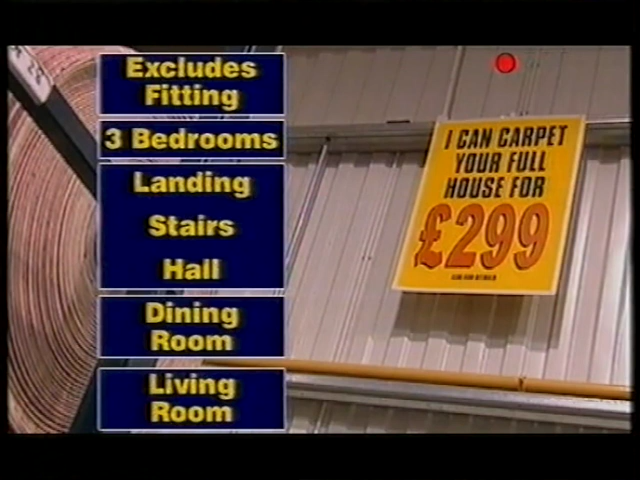 Excludes
Fitting
3 Bedrooms
Landing
Stairs
Hall
Dining
Room
Living
Room
I CAN CARPET
YOUR FULL
HOUSE FOR
£299